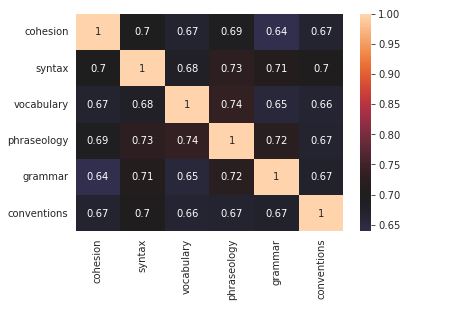 cohesion 1 0.7 0.67 0.69 0.64 0.67
syntax 0.7 1 0.68 0.73 0.71 0.7
vocabulary 0.67 0.68 1 0.74 0.65 0.66
phraseology 0.69 0.73 0.74 1 0.72 0.67
grammar 0.64 0.71 0.65 0.72 1 0.67
conventions 0.67 0.7 0.66 0.67 0.67 1
cohesion
syntax
vocabulary
phraseology
grammar
conventions
1.00
0.95
0.90
0.85
0.80
0.75
0.70
0.65